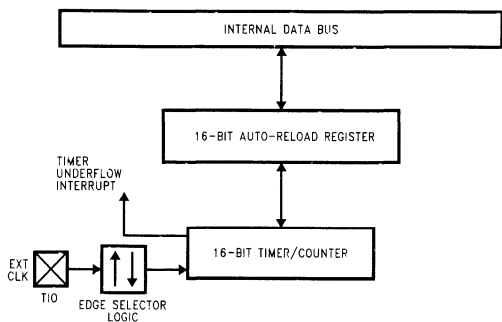 INTERNAL DATA BUS
16-BIT AUTO-RELOAD REGISTER
TIMER
UNDERFLOW
INTERRUPT
16-BIT TIMER/COUNTER
EXT
CLK
TIO
EDGE SELECTOR
LOGIC